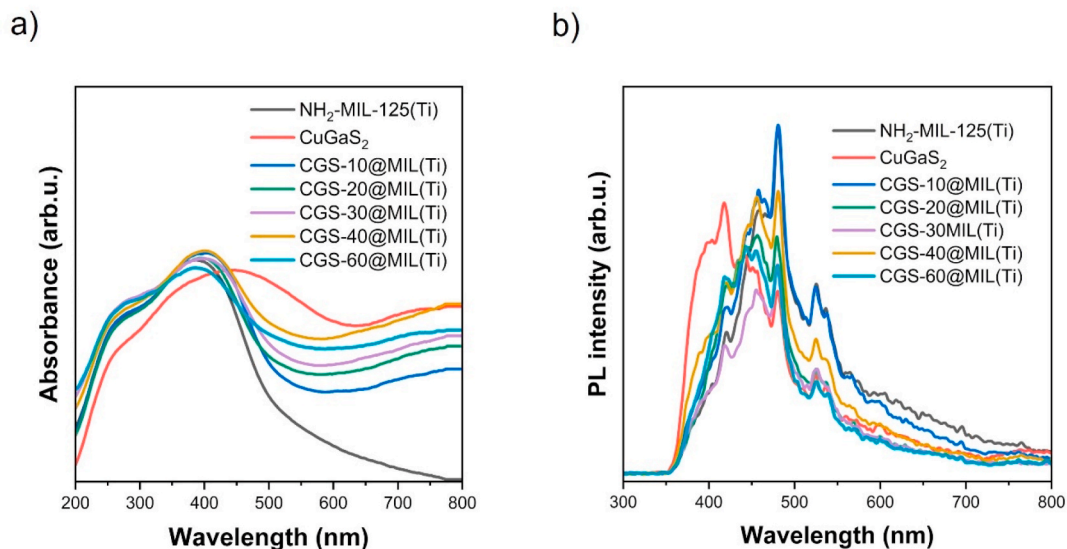 a)
b)
Absorbance (arb.u.)
NH2-MIL-125(Ti)
CuGaS2
CGS-10@MIL(Ti)
CGS-20@MIL(Ti)
CGS-30@MIL(Ti)
CGS-40@MIL(Ti)
CGS-60@MIL(Ti)
200 300 400 500 600 700 800
Wavelength (nm)
PL intensity (arb.u.)
NH2-MIL-125(Ti)
CuGaS2
CGS-10@MIL(Ti)
CGS-20@MIL(Ti)
CGS-30MIL(Ti)
CGS-40@MIL(Ti)
CGS-60@MIL(Ti)
300 400 500 600 700 800
Wavelength (nm)